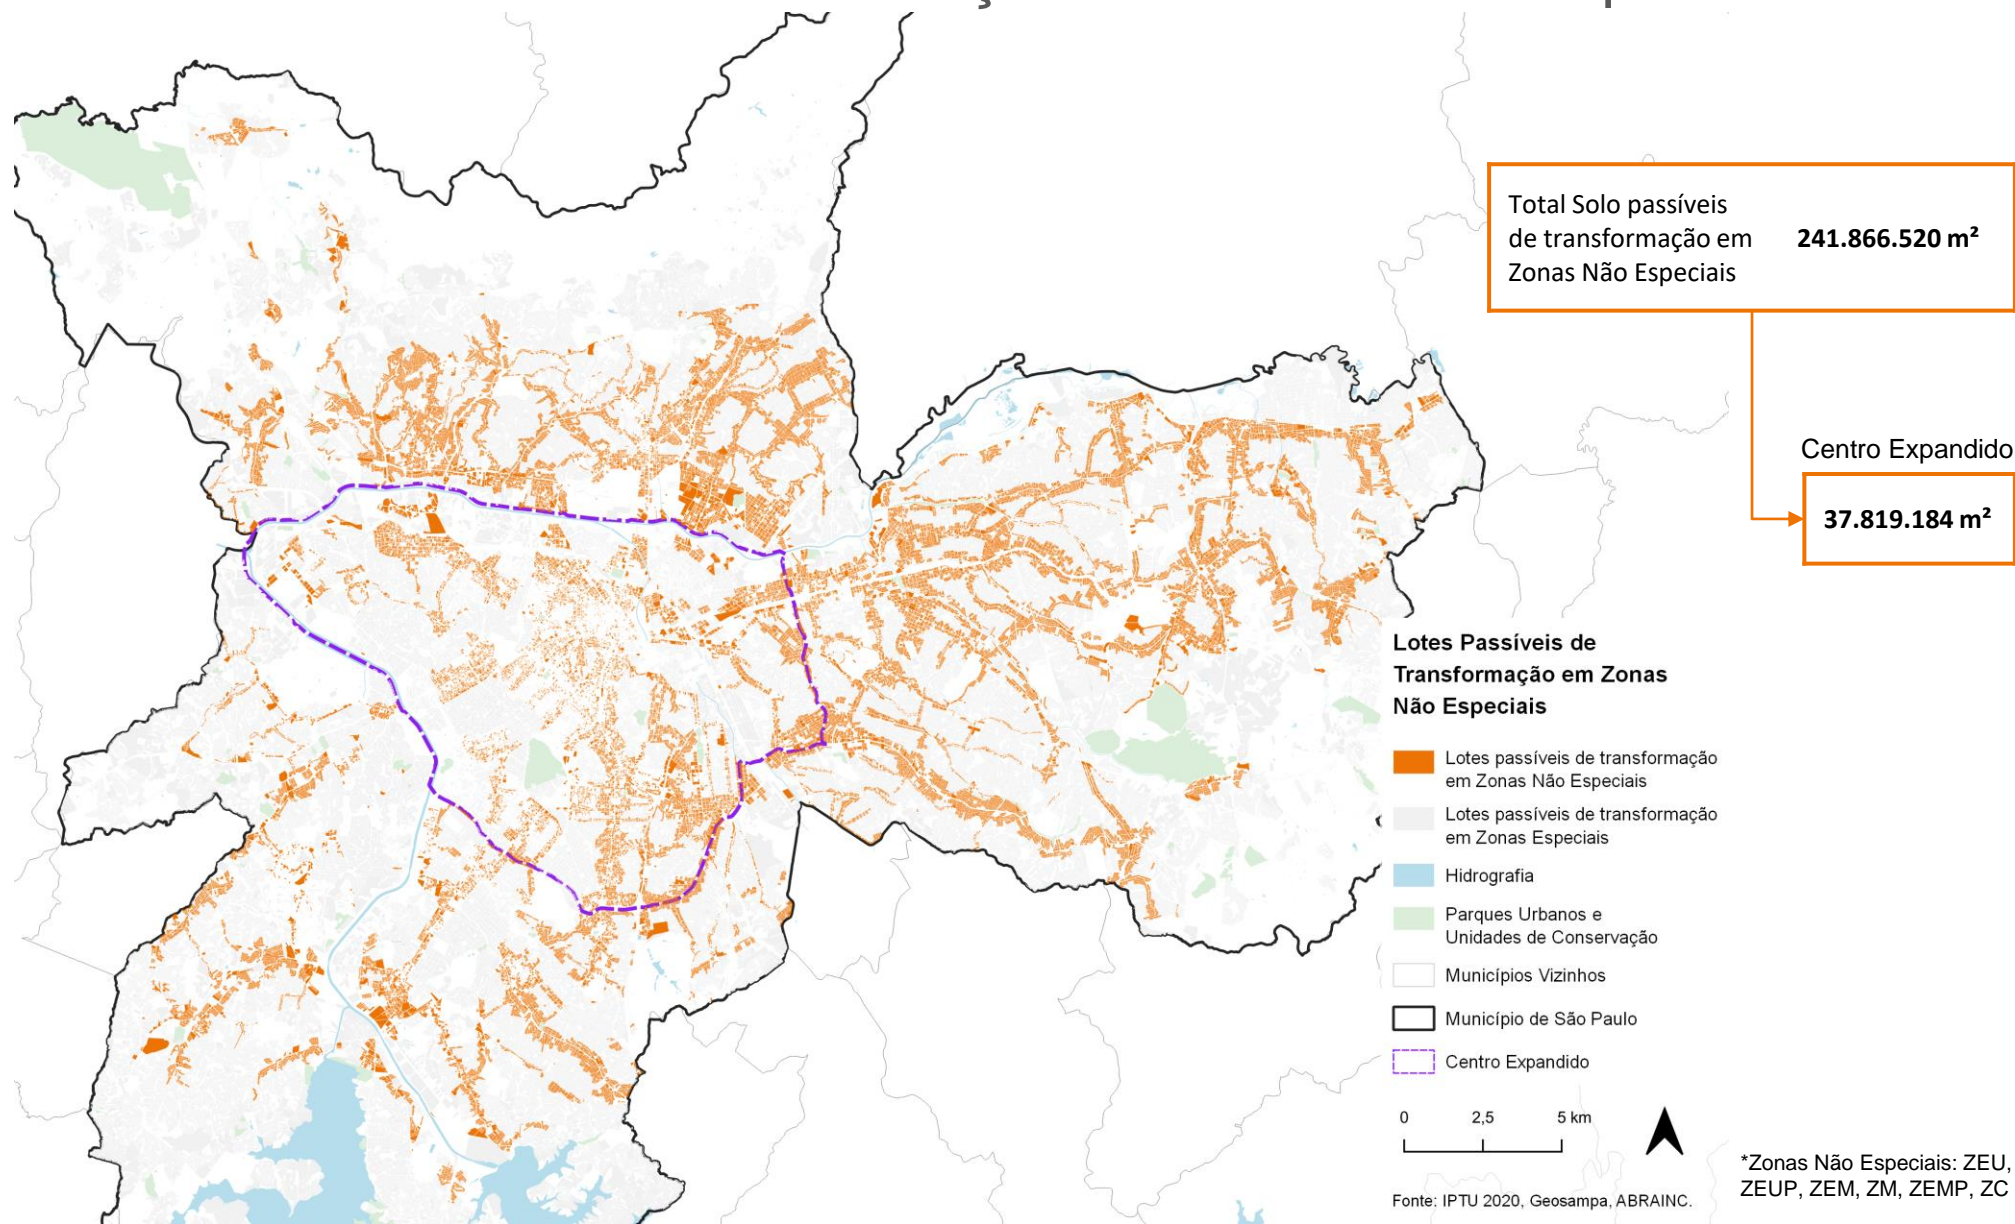 Total Solo passíveis
de transformação em
Zonas Não Especiais
241.866.520 m²
Centro Expandido
37.819.184 m²
Lotes Passíveis de
Transformação em Zonas
Não Especiais
Lotes passíveis de transformação
em Zonas Não Especiais
Lotes passíveis de transformação
em Zonas Especiais
Hidrografia
Parques Urbanos e
Unidades de Conservação
Municípios Vizinhos
Município de São Paulo
Centro Expandido
0 2,5 5 km
Fonte: IPTU 2020, Geosampa, ABRAINC.
*Zonas Não Especiais: ZEU,
ZEUP, ZEM, ZM, ZEMP, ZC